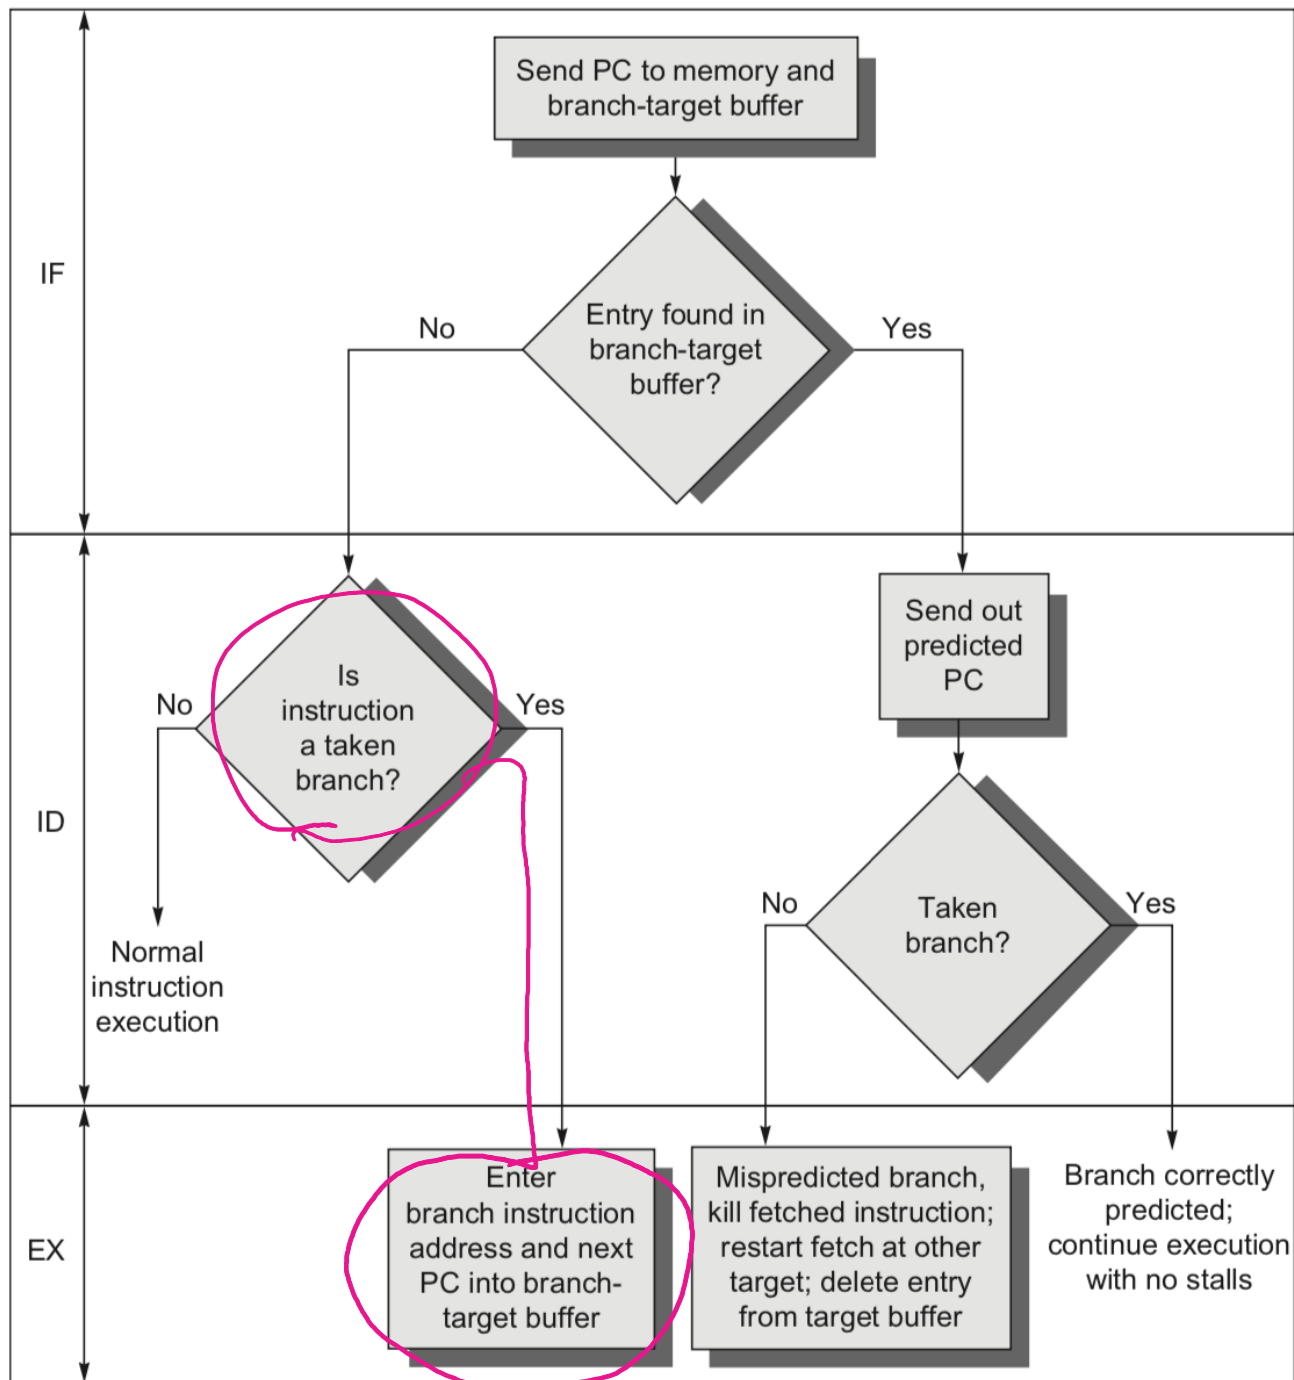 Send PC to memory and
branch-target buffer
IF
Entry found in
branch-target
buffer?
No
Yes
ID
Is
instruction
a taken
branch?
No
Yes
Normal
instruction
execution
Send out
predicted
PC
Taken
branch?
No
Yes
EX
Enter
branch instruction
address and next
PC into branch-
target buffer
Mispredicted branch,
kill fetched instruction;
restart fetch at other
target; delete entry
from target buffer
Branch correctly
predicted;
continue execution
with no stalls